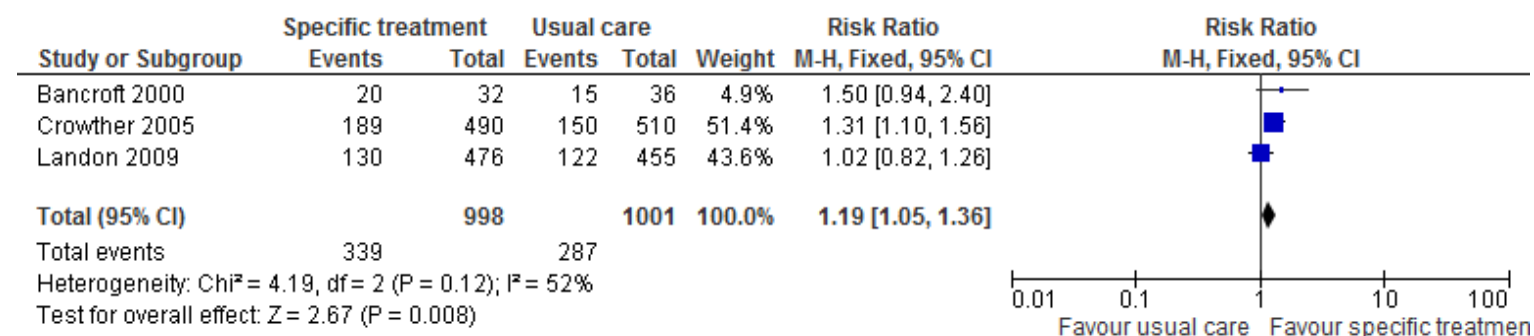 Specific treatment Usual care Risk Ratio Risk Ratio
Study or Subgroup Events Total Events Total Weight M-H, Fixed, 95% CI M-H, Fixed, 95% CI
Bancroft 2000 20 32 15 36 4.9% 1.50 [0.94, 2.40]
Crowther 2005 189 490 150 510 51.4% 1.31 [1.10, 1.56]
Landon 2009 130 476 122 455 43.6% 1.02 [0.82, 1.26]
Total (95% CI) 998 1001 100.0% 1.19 [1.05, 1.36]
Total events 339 287
Heterogeneity: Chi² = 4.19, df = 2 (P = 0.12); I² = 52%
Test for overall effect: Z = 2.67 (P = 0.008)
0.01 0.1 1 10 100
Favour usual care Favour specific treatmen